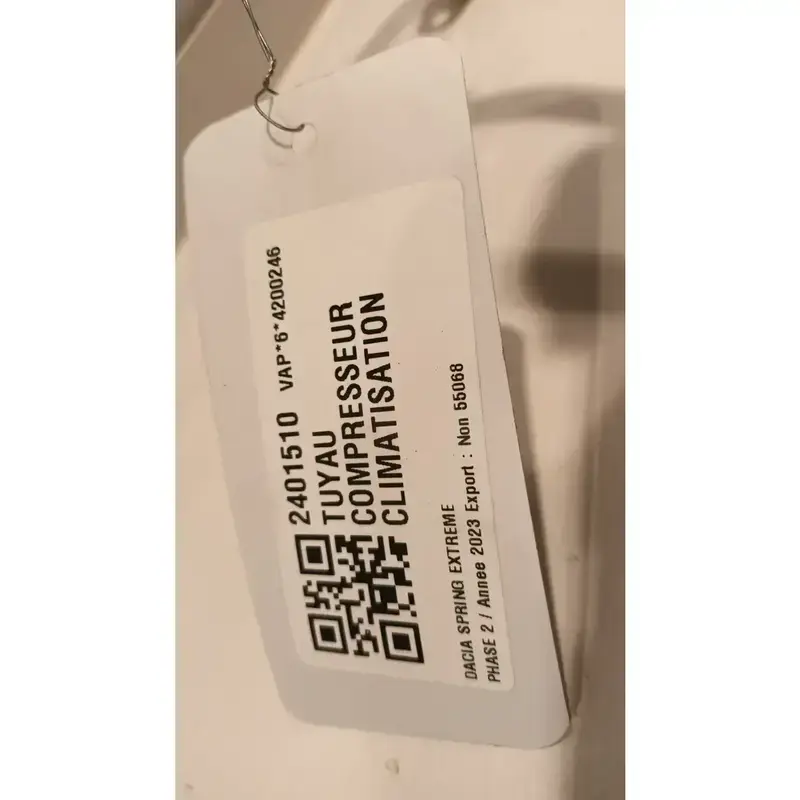 2401510 VAP*6*4200246
TUYAU
COMPRESSEUR
CLIMATISATION
DACIA SPRING EXTREME
PHASE 2 / Annee 2023 Export : Non 55068